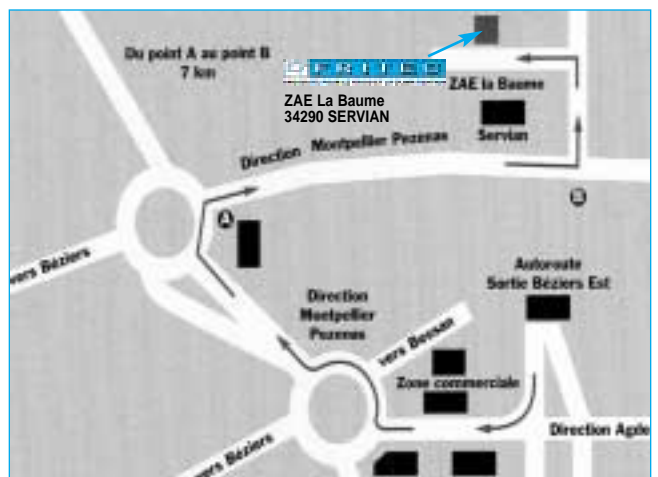 Du point A au point B
7 km
ZAE La Baume
34290 SERVIAN
ZAE la Baume
Servian
Direction Montpellier Pezenas
A
B
vers Béziers
Autoroute
Sortie Béziers Est
Direction
Montpellier
Pezenas
vers Bessan
Zone commerciale
Direction Agde
vers Béziers